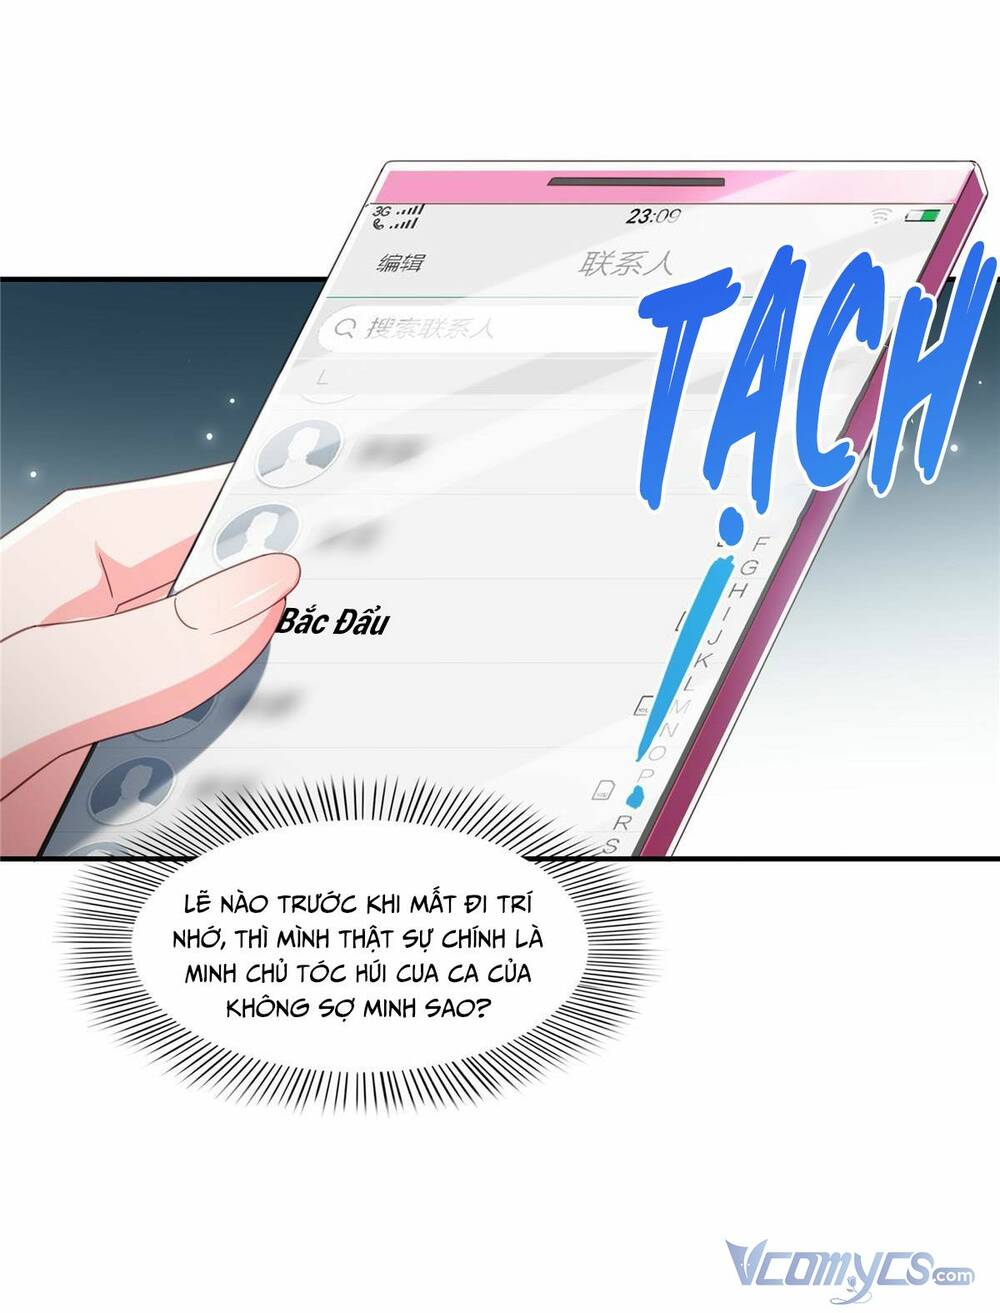 3G 23:09
编辑 联系人
搜索联系人
L
TẠCH
F
G
H
I
J
K
L
M
N
O
P
R
S
Bắc Đẩu
LẼ NÀO TRƯỚC KHI MẤT ĐI TRÍ
NHỚ, THÌ MÌNH THẬT SỰ CHÍNH LÀ
MINH CHỦ TÓC HÚI CUA CA CỦA
KHÔNG SỢ MINH SAO?
VCOMYCS.com